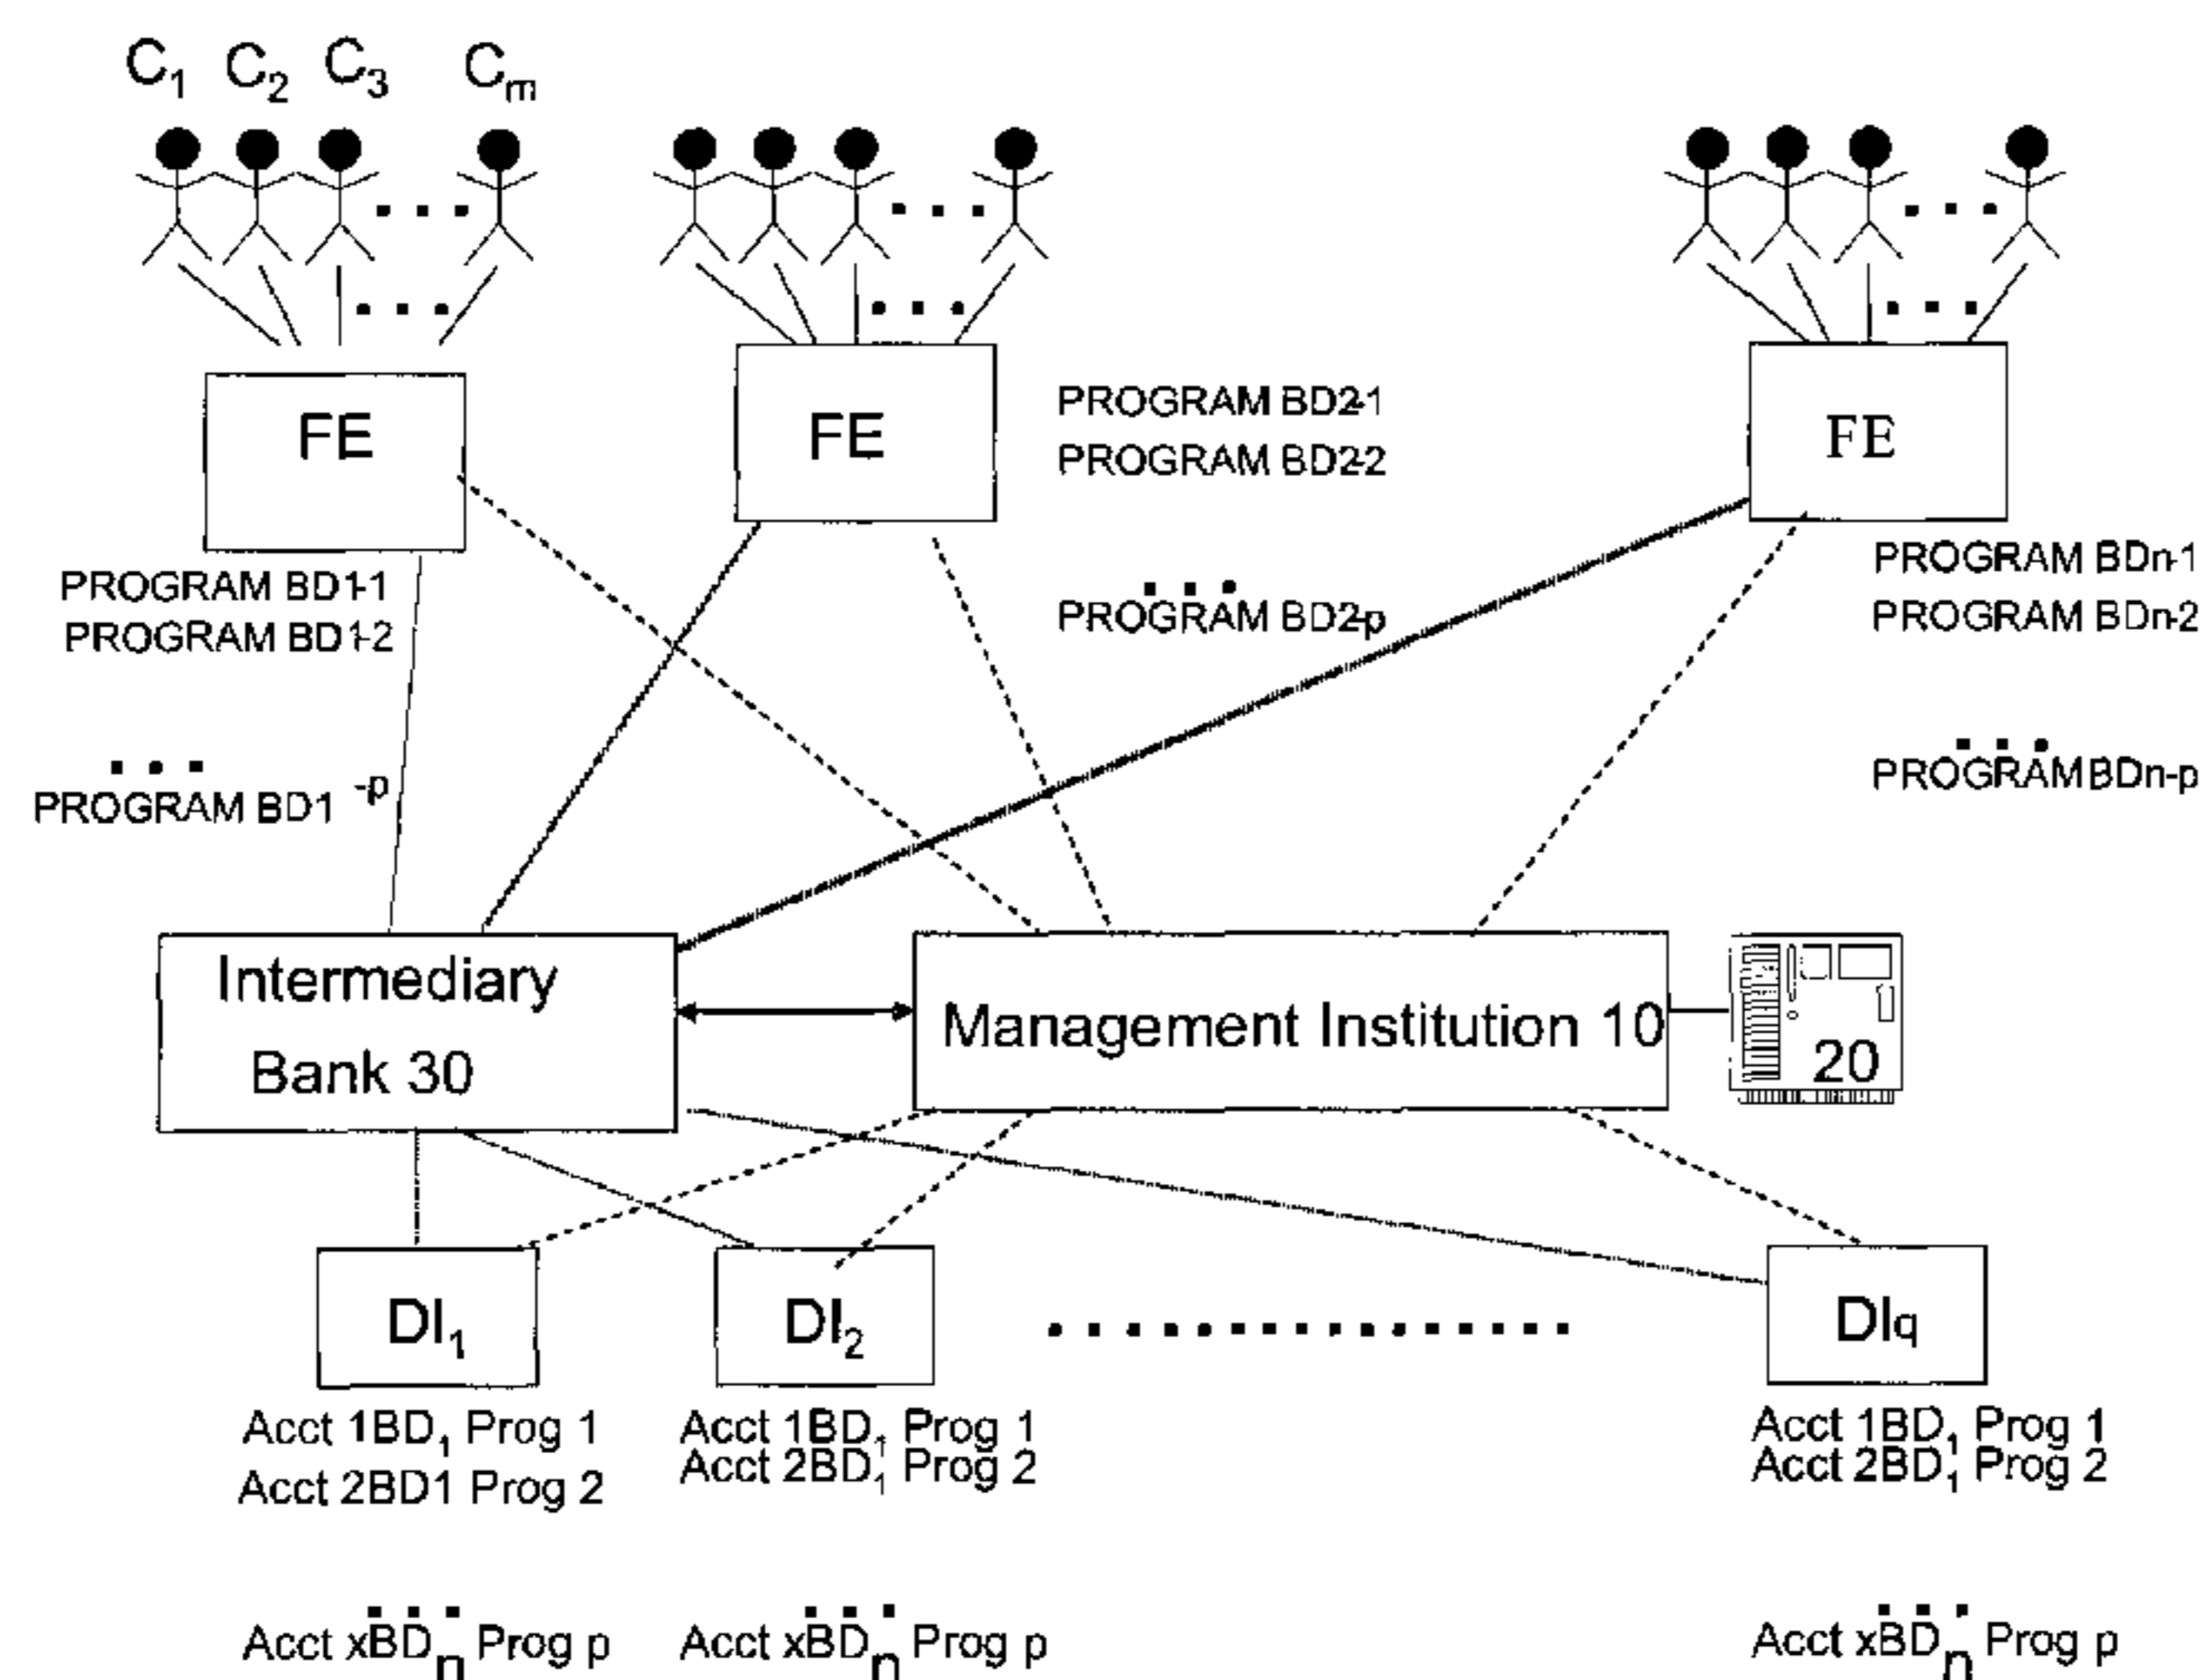 C1 C2 C3 Cm
FE
FE
FE
PROGRAM BD2-1
PROGRAM BD2-2
PROGRAM BD2-p
PROGRAM BD1-1
PROGRAM BD1-2
PROGRAM BD1 -p
PROGRAM BDn-1
PROGRAM BDn-2
PROGRAM BDn-p
Intermediary
Bank 30
Management Institution 10
20
DI1
DI2
DIq
Acct 1BD1 Prog 1
Acct 2BD1 Prog 2
Acct xBDn Prog p
Acct 1BD1 Prog 1
Acct 2BD1 Prog 2
Acct xBDn Prog p
Acct 1BD1 Prog 1
Acct 2BD1 Prog 2
Acct xBDn Prog p